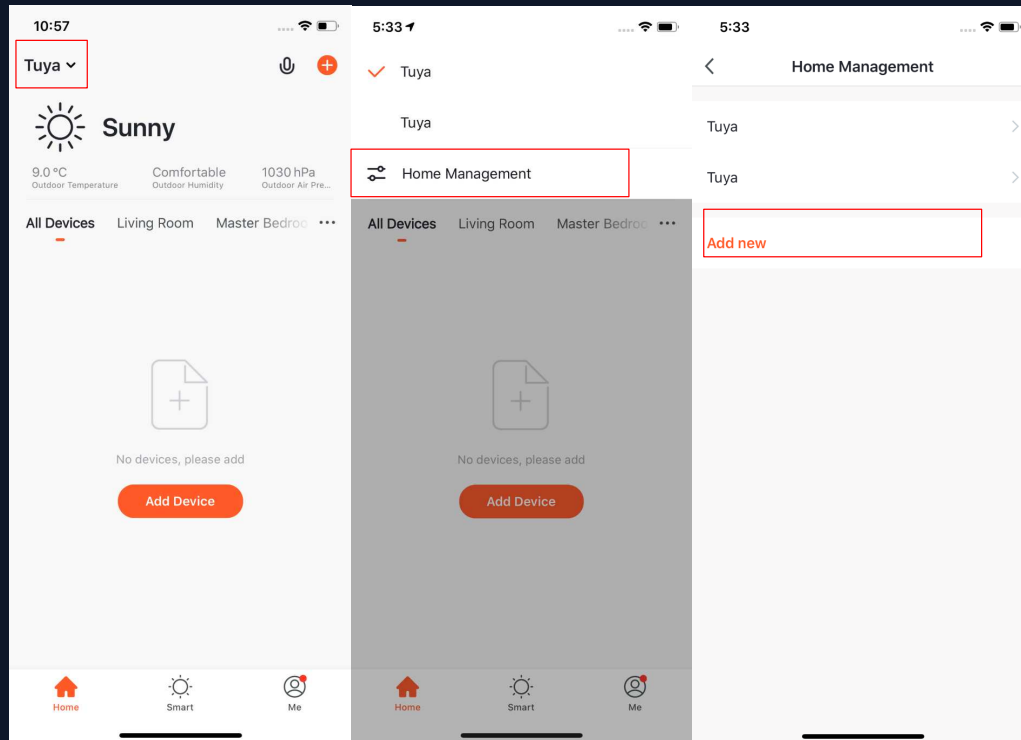 10:57
Tuya
Sunny
9.0 °C Comfortable 1030 hPa
Outdoor Temperature Outdoor Humidity Outdoor Air Pre...
All Devices Living Room Master Bedroo ...
No devices, please add
Add Device
Home Smart Me
5:33
Tuya
Tuya
Home Management
All Devices Living Room Master Bedroo ...
No devices, please add
Add Device
Home Smart Me
5:33
Home Management
Tuya
Tuya
Add new